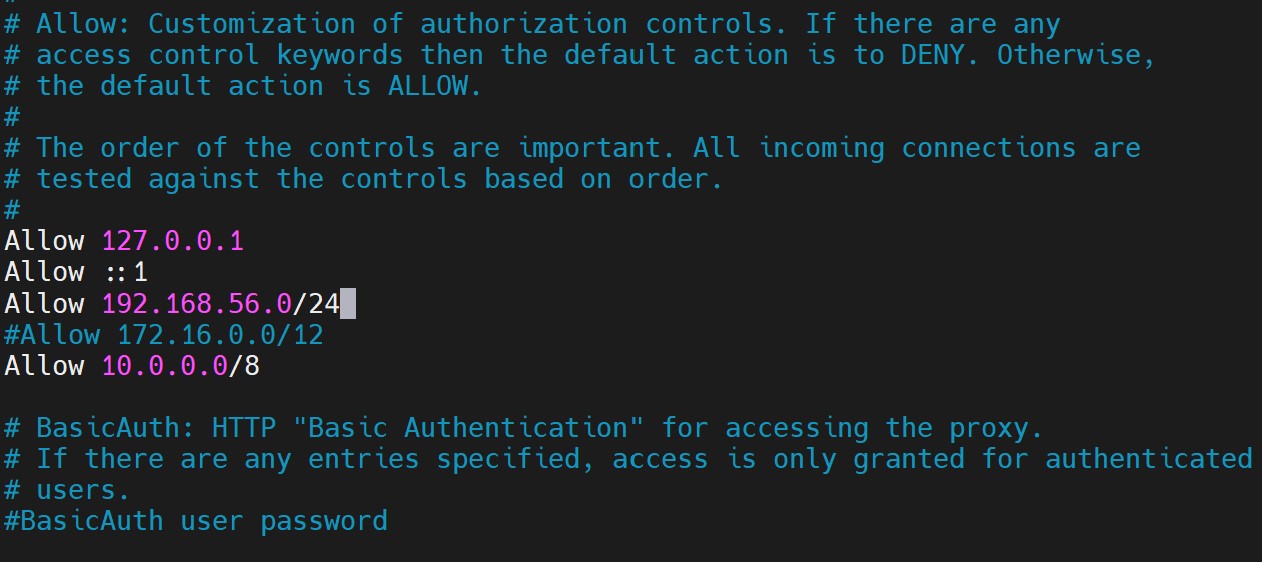 #
# Allow: Customization of authorization controls. If there are any
# access control keywords then the default action is to DENY. Otherwise,
# the default action is ALLOW.
#
# The order of the controls are important. All incoming connections are
# tested against the controls based on order.
#
Allow 127.0.0.1
Allow ::1
Allow 192.168.56.0/24
#Allow 172.16.0.0/12
Allow 10.0.0.0/8
# BasicAuth: HTTP "Basic Authentication" for accessing the proxy.
# If there are any entries specified, access is only granted for authenticated
# users.
#BasicAuth user password